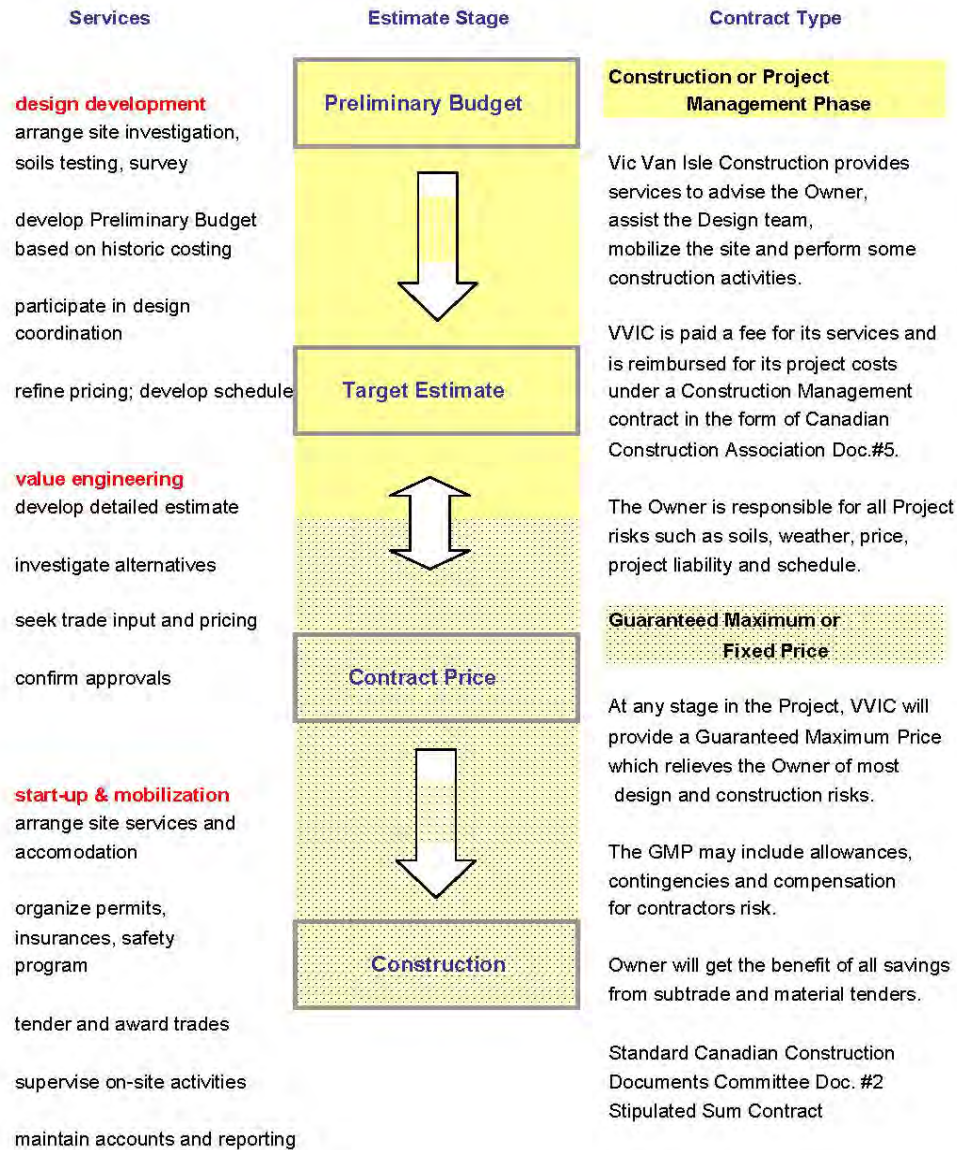 Services
Estimate Stage
Contract Type
design development
arrange site investigation,
soils testing, survey
develop Preliminary Budget
based on historic costing
participate in design
coordination
refine pricing; develop schedule
value engineering
develop detailed estimate
investigate alternatives
seek trade input and pricing
confirm approvals
start-up & mobilization
arrange site services and
accomodation
organize permits,
insurances, safety
program
tender and award trades
supervise on-site activities
maintain accounts and reporting
Preliminary Budget
Target Estimate
Contract Price
Construction
Construction or Project
Management Phase
Vic Van Isle Construction provides
services to advise the Owner,
assist the Design team,
mobilize the site and perform some
construction activities.
VVIC is paid a fee for its services and
is reimbursed for its project costs
under a Construction Management
contract in the form of Canadian
Construction Association Doc.#5.
The Owner is responsible for all Project
risks such as soils, weather, price,
project liability and schedule.
Guaranteed Maximum or
Fixed Price
At any stage in the Project, VVIC will
provide a Guaranteed Maximum Price
which relieves the Owner of most
design and construction risks.
The GMP may include allowances,
contingencies and compensation
for contractors risk.
Owner will get the benefit of all savings
from subtrade and material tenders.
Standard Canadian Construction
Documents Committee Doc. #2
Stipulated Sum Contract